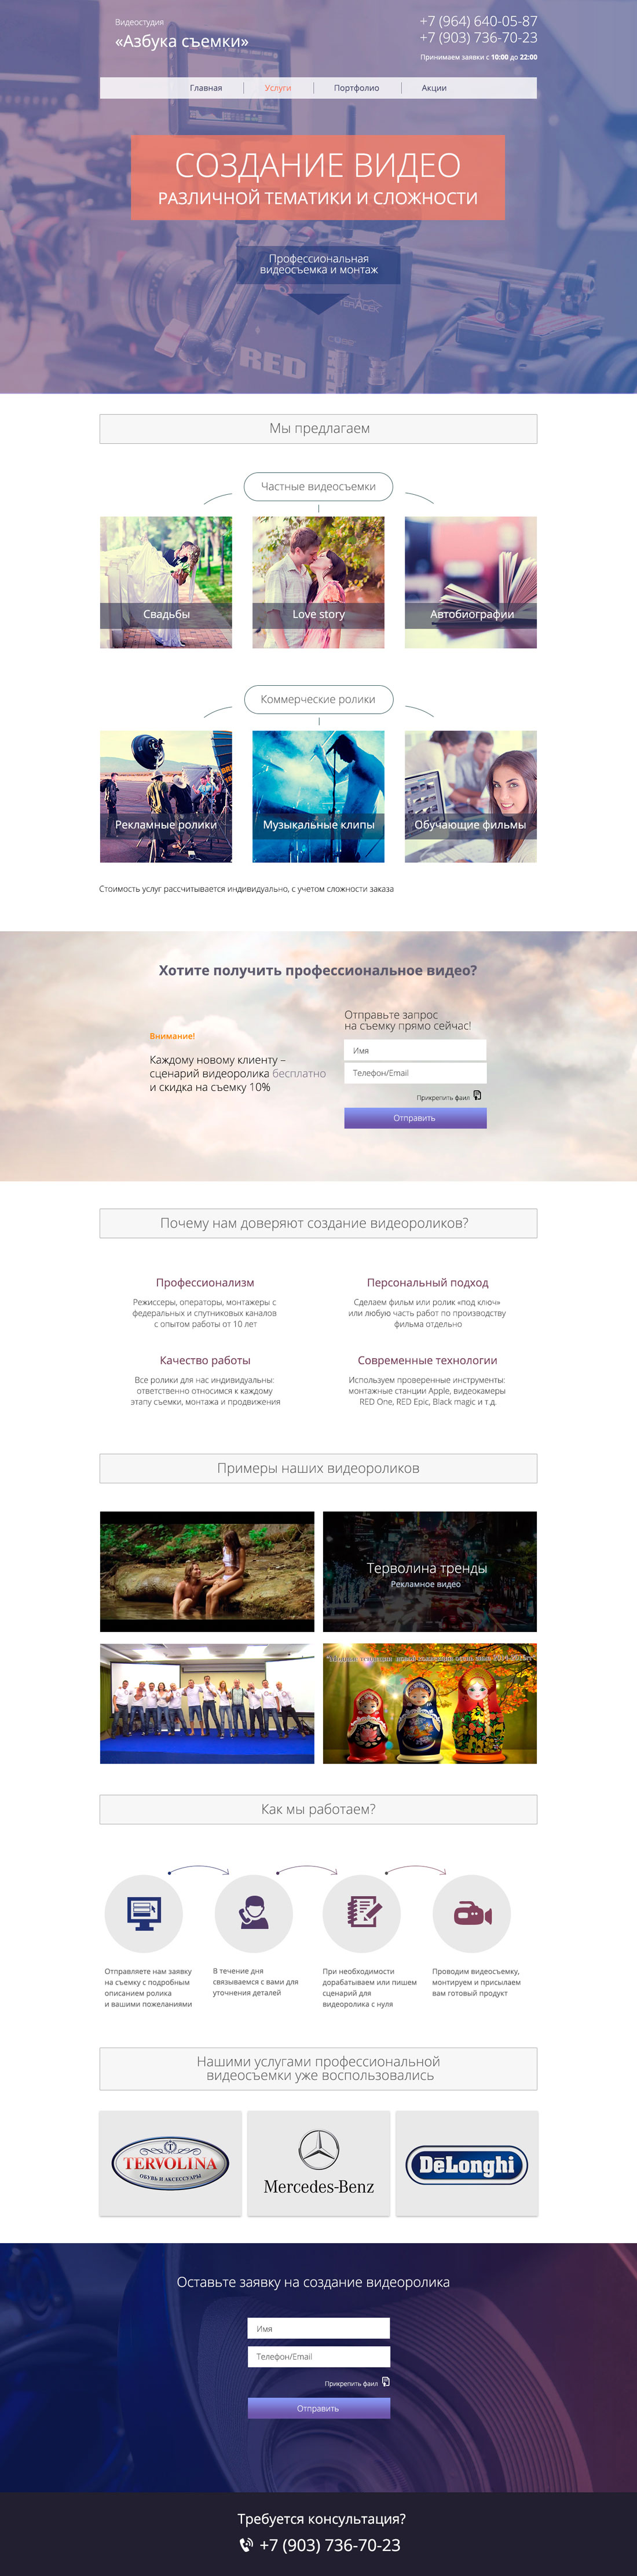 Видеостудия
«Азбука съемки»
+7 (964) 640-05-87
+7 (903) 736-70-23
Принимаем заявки с 10:00 до 22:00
Главная
Услуги
Портфолио
Акции
СОЗДАНИЕ ВИДЕО
РАЗЛИЧНОЙ ТЕМАТИКИ И СЛОЖНОСТИ
Профессиональная
видеосъемка и монтаж
TERADEK
RED
Мы предлагаем
Частные видеосъемки
Свадьбы
Love story
Автобиографии
Коммерческие ролики
Рекламные ролики
Музыкальные клипы
Обучающие фильмы
Стоимость услуг рассчитывается индивидуально, с учетом сложности заказа
Хотите получить профессиональное видео?
Внимание!
Каждому новому клиенту –
сценарий видеоролика бесплатно
и скидка на съемку 10%
Отправьте запрос
на съемку прямо сейчас!
Имя
Телефон/Email
Прикрепить фаил
Отправить
Почему нам доверяют создание видеороликов?
Профессионализм
Режиссеры, операторы, монтажеры с
федеральных и спутниковых каналов
с опытом работы от 10 лет
Персональный подход
Сделаем фильм или ролик «под ключ»
или любую часть работ по производству
фильма отдельно
Качество работы
Все ролики для нас индивидуальны:
ответственно относимся к каждому
этапу съемки, монтажа и продвижения
Современные технологии
Используем проверенные инструменты:
монтажные станции Apple, видеокамеры
RED One, RED Epic, Black magic и т.д.
Примеры наших видеороликов
Терволина тренды
Рекламное видео
Как мы работаем?
Отправляете нам заявку
на съемку с подробным
описанием ролика
и вашими пожеланиями
В течение дня
связываемся с вами для
уточнения деталей
При необходимости
дорабатываем или пишем
сценарий для
видеоролика с нуля
Проводим видеосъемку,
монтируем и присылаем
вам готовый продукт
Нашими услугами профессиональной
видеосъемки уже воспользовались
TERVOLINA
ОБУВЬ И АКСЕССУАРЫ
Mercedes-Benz
DeLonghi
Оставьте заявку на создание видеоролика
Имя
Телефон/Email
Прикрепить фаил
Отправить
Требуется консультация?
+7 (903) 736-70-23